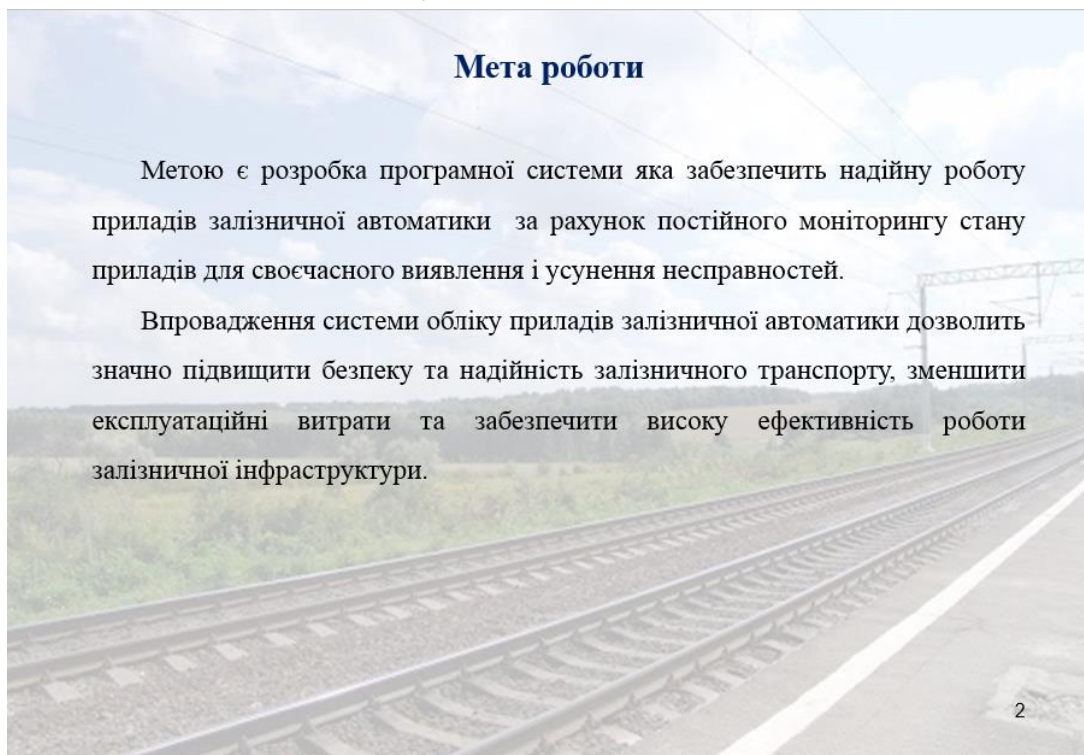 Мета роботи
Метою є розробка програмної системи яка забезпечить надійну роботу
приладів залізничної автоматики за рахунок постійного моніторингу стану
приладів для своєчасного виявлення і усунення несправностей.
Впровадження системи обліку приладів залізничної автоматики дозволить
значно підвищити безпеку та надійність залізничного транспорту, зменшити
експлуатаційні витрати та забезпечити високу ефективність роботи
залізничної інфраструктури.
2